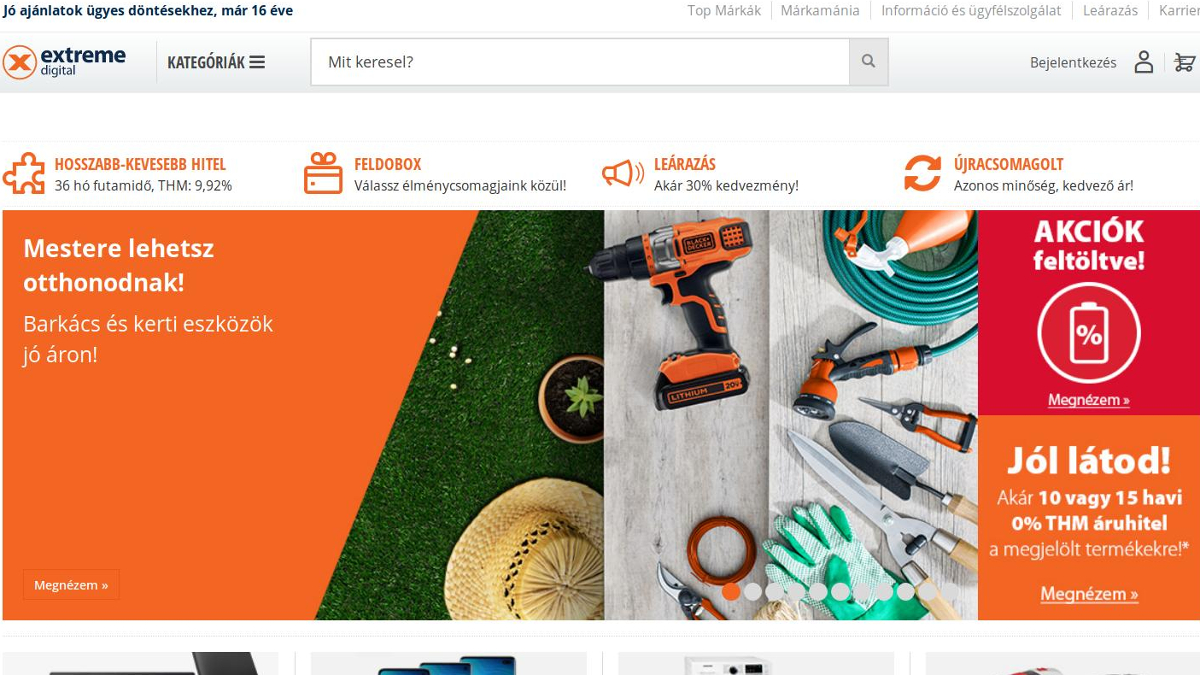 Jó ajánlatok ügyes döntésekhez, már 16 éve
Top Márkák
Márkamánia
Információ és ügyfélszolgálat
Leárazás
Karrier
extreme
digital
KATEGÓRIÁK
Mit keresel?
Bejelentkezés
HOSSZABB-KEVESEBB HITEL
36 hó futamidő, THM: 9,92%
FELDOBOX
Válassz élménycsomagjaink közül!
LEÁRAZÁS
Akár 30% kedvezmény!
ÚJRACSOMAGOLT
Azonos minőség, kedvező ár!
Mestere lehetsz
otthonodnak!
Barkács és kerti eszközök
jó áron!
Megnézem »
BLACK+
DECKER
LITHIUM 20V
AKCIÓK
feltöltve!
%
Megnézem »
Jól látod!
Akár 10 vagy 15 havi
0% THM áruhitel
a megjelölt termékekre!*
Megnézem »